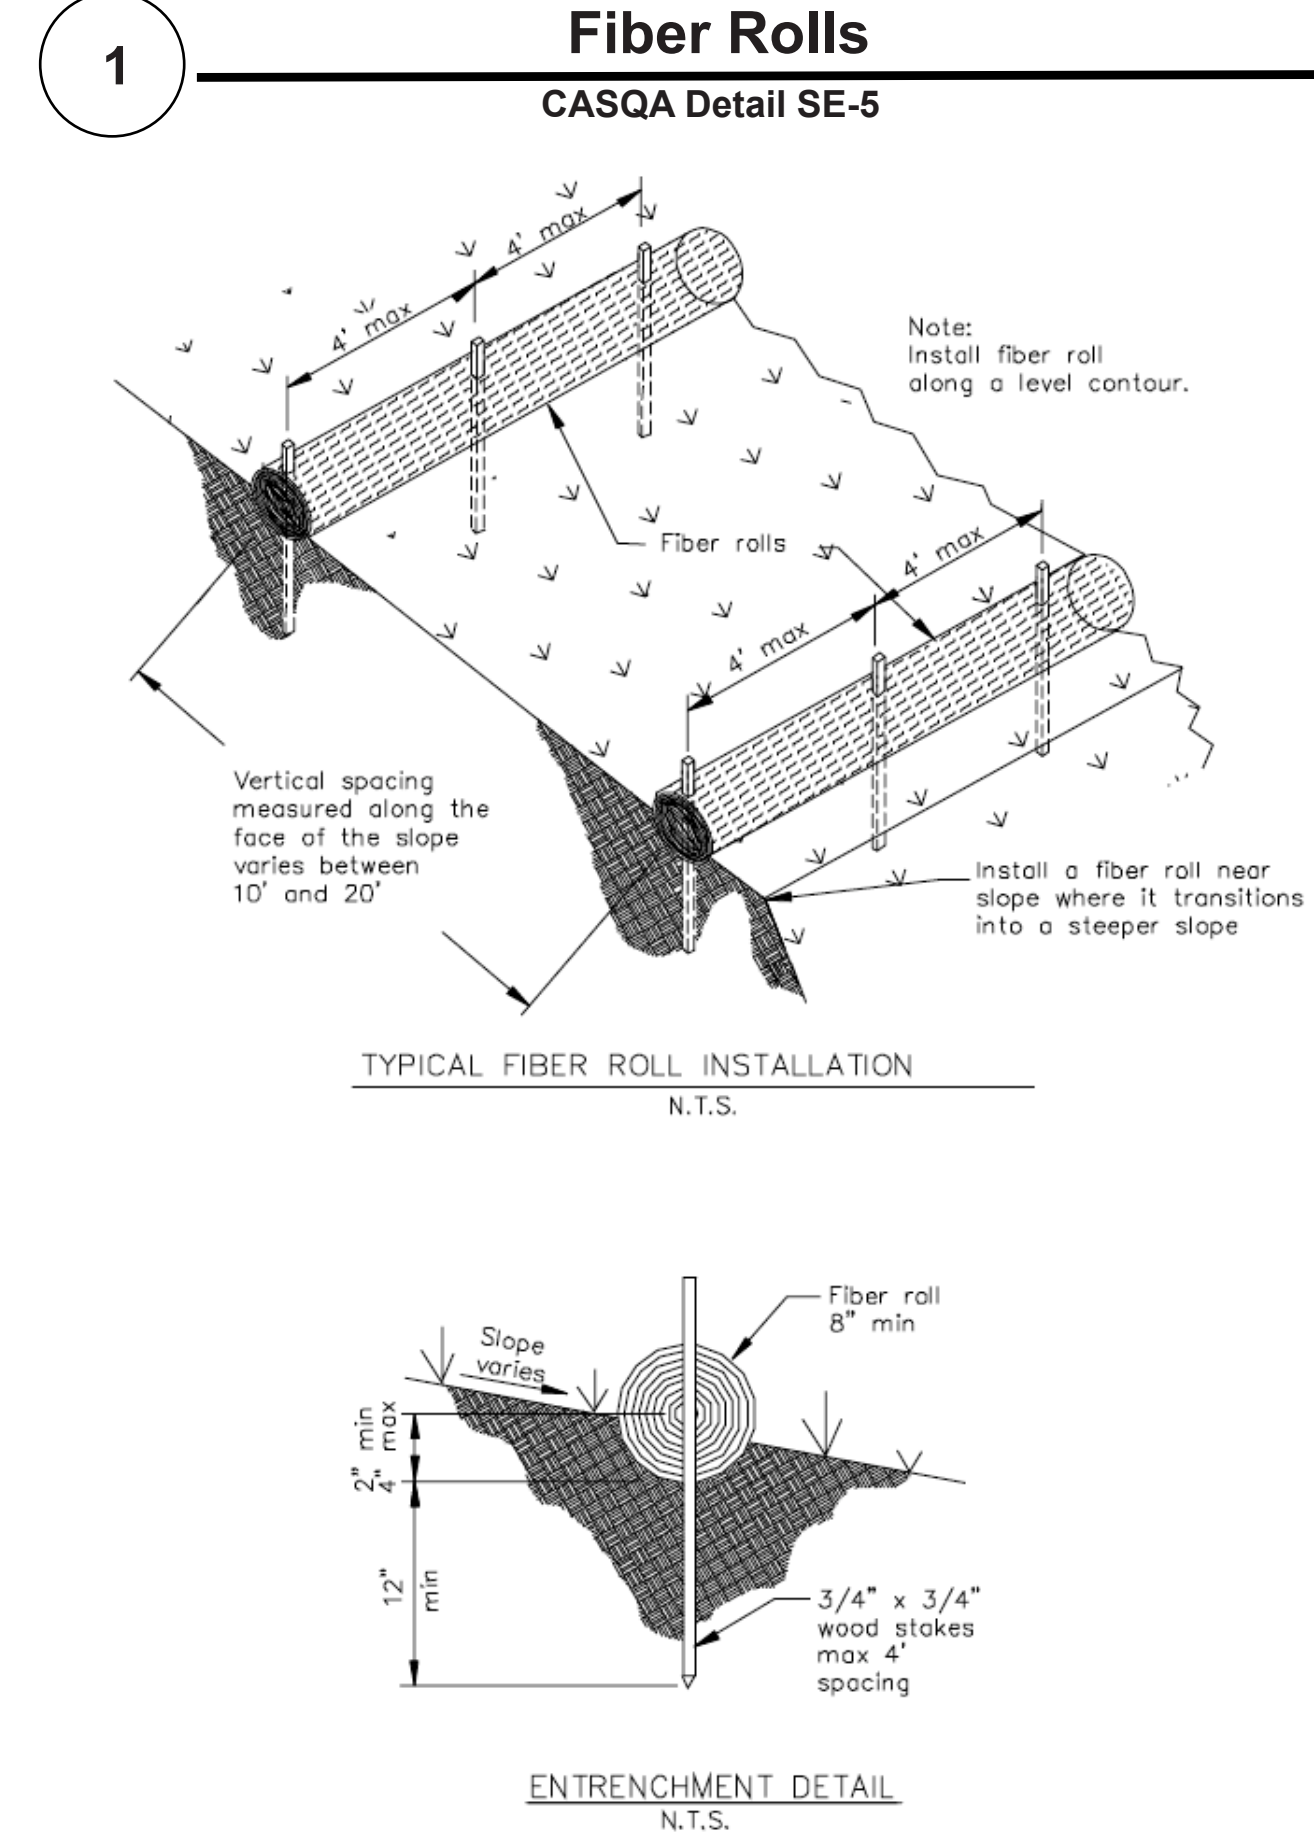 1
Fiber Rolls
CASQA Detail SE-5
4' max
4' max
Note:
Install fiber roll
along a level contour.
Fiber rolls
4' max
4' max
Vertical spacing
measured along the
face of the slope
varies between
10' and 20'
Install a fiber roll near
slope where it transitions
into a steeper slope
TYPICAL FIBER ROLL INSTALLATION
N.T.S.
Fiber roll
8" min
Slope
varies
2" min
4" max
12"
min
3/4" x 3/4"
wood stakes
max 4'
spacing
ENTRENCHMENT DETAIL
N.T.S.